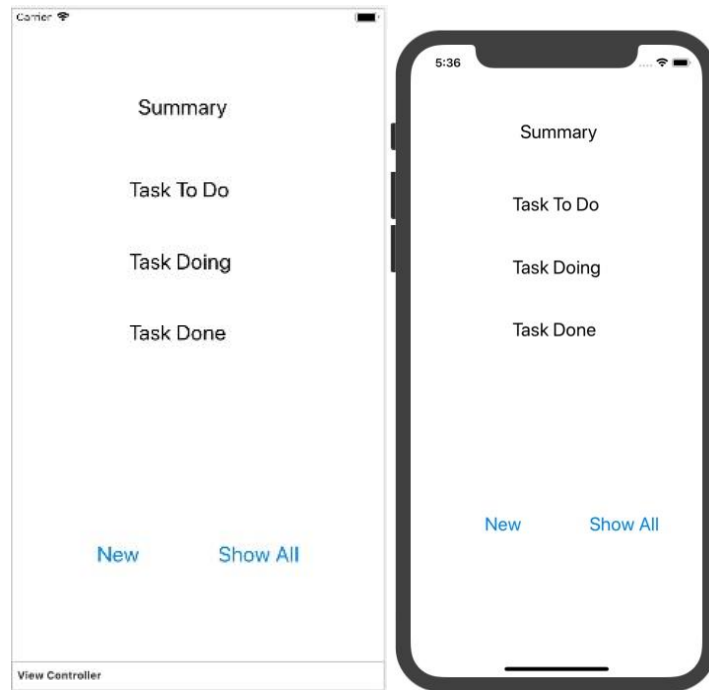 Carrier
Summary
Task To Do
Task Doing
Task Done
New Show All
View Controller
5:36
Summary
Task To Do
Task Doing
Task Done
New Show All